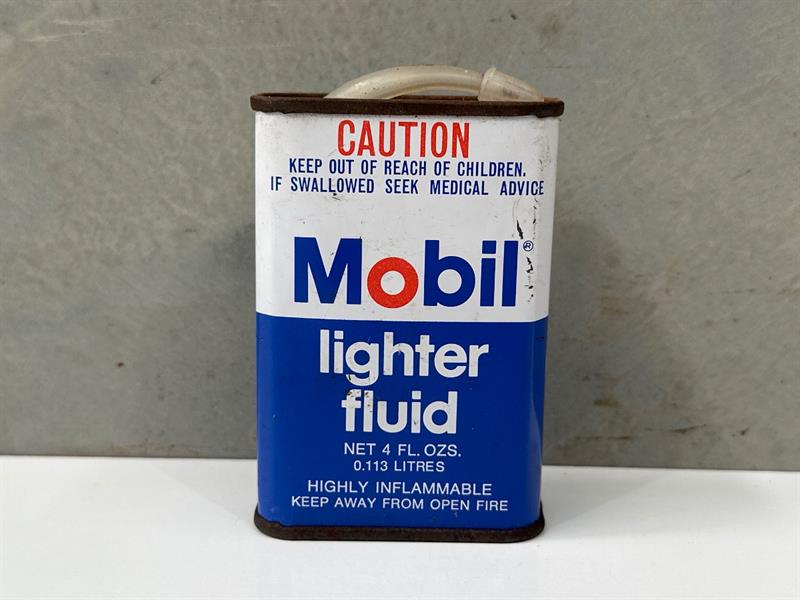 CAUTION
KEEP OUT OF REACH OF CHILDREN.
IF SWALLOWED SEEK MEDICAL ADVICE
Mobil®
lighter
fluid
NET 4 FL. OZS.
0.113 LITRES
HIGHLY INFLAMMABLE
KEEP AWAY FROM OPEN FIRE